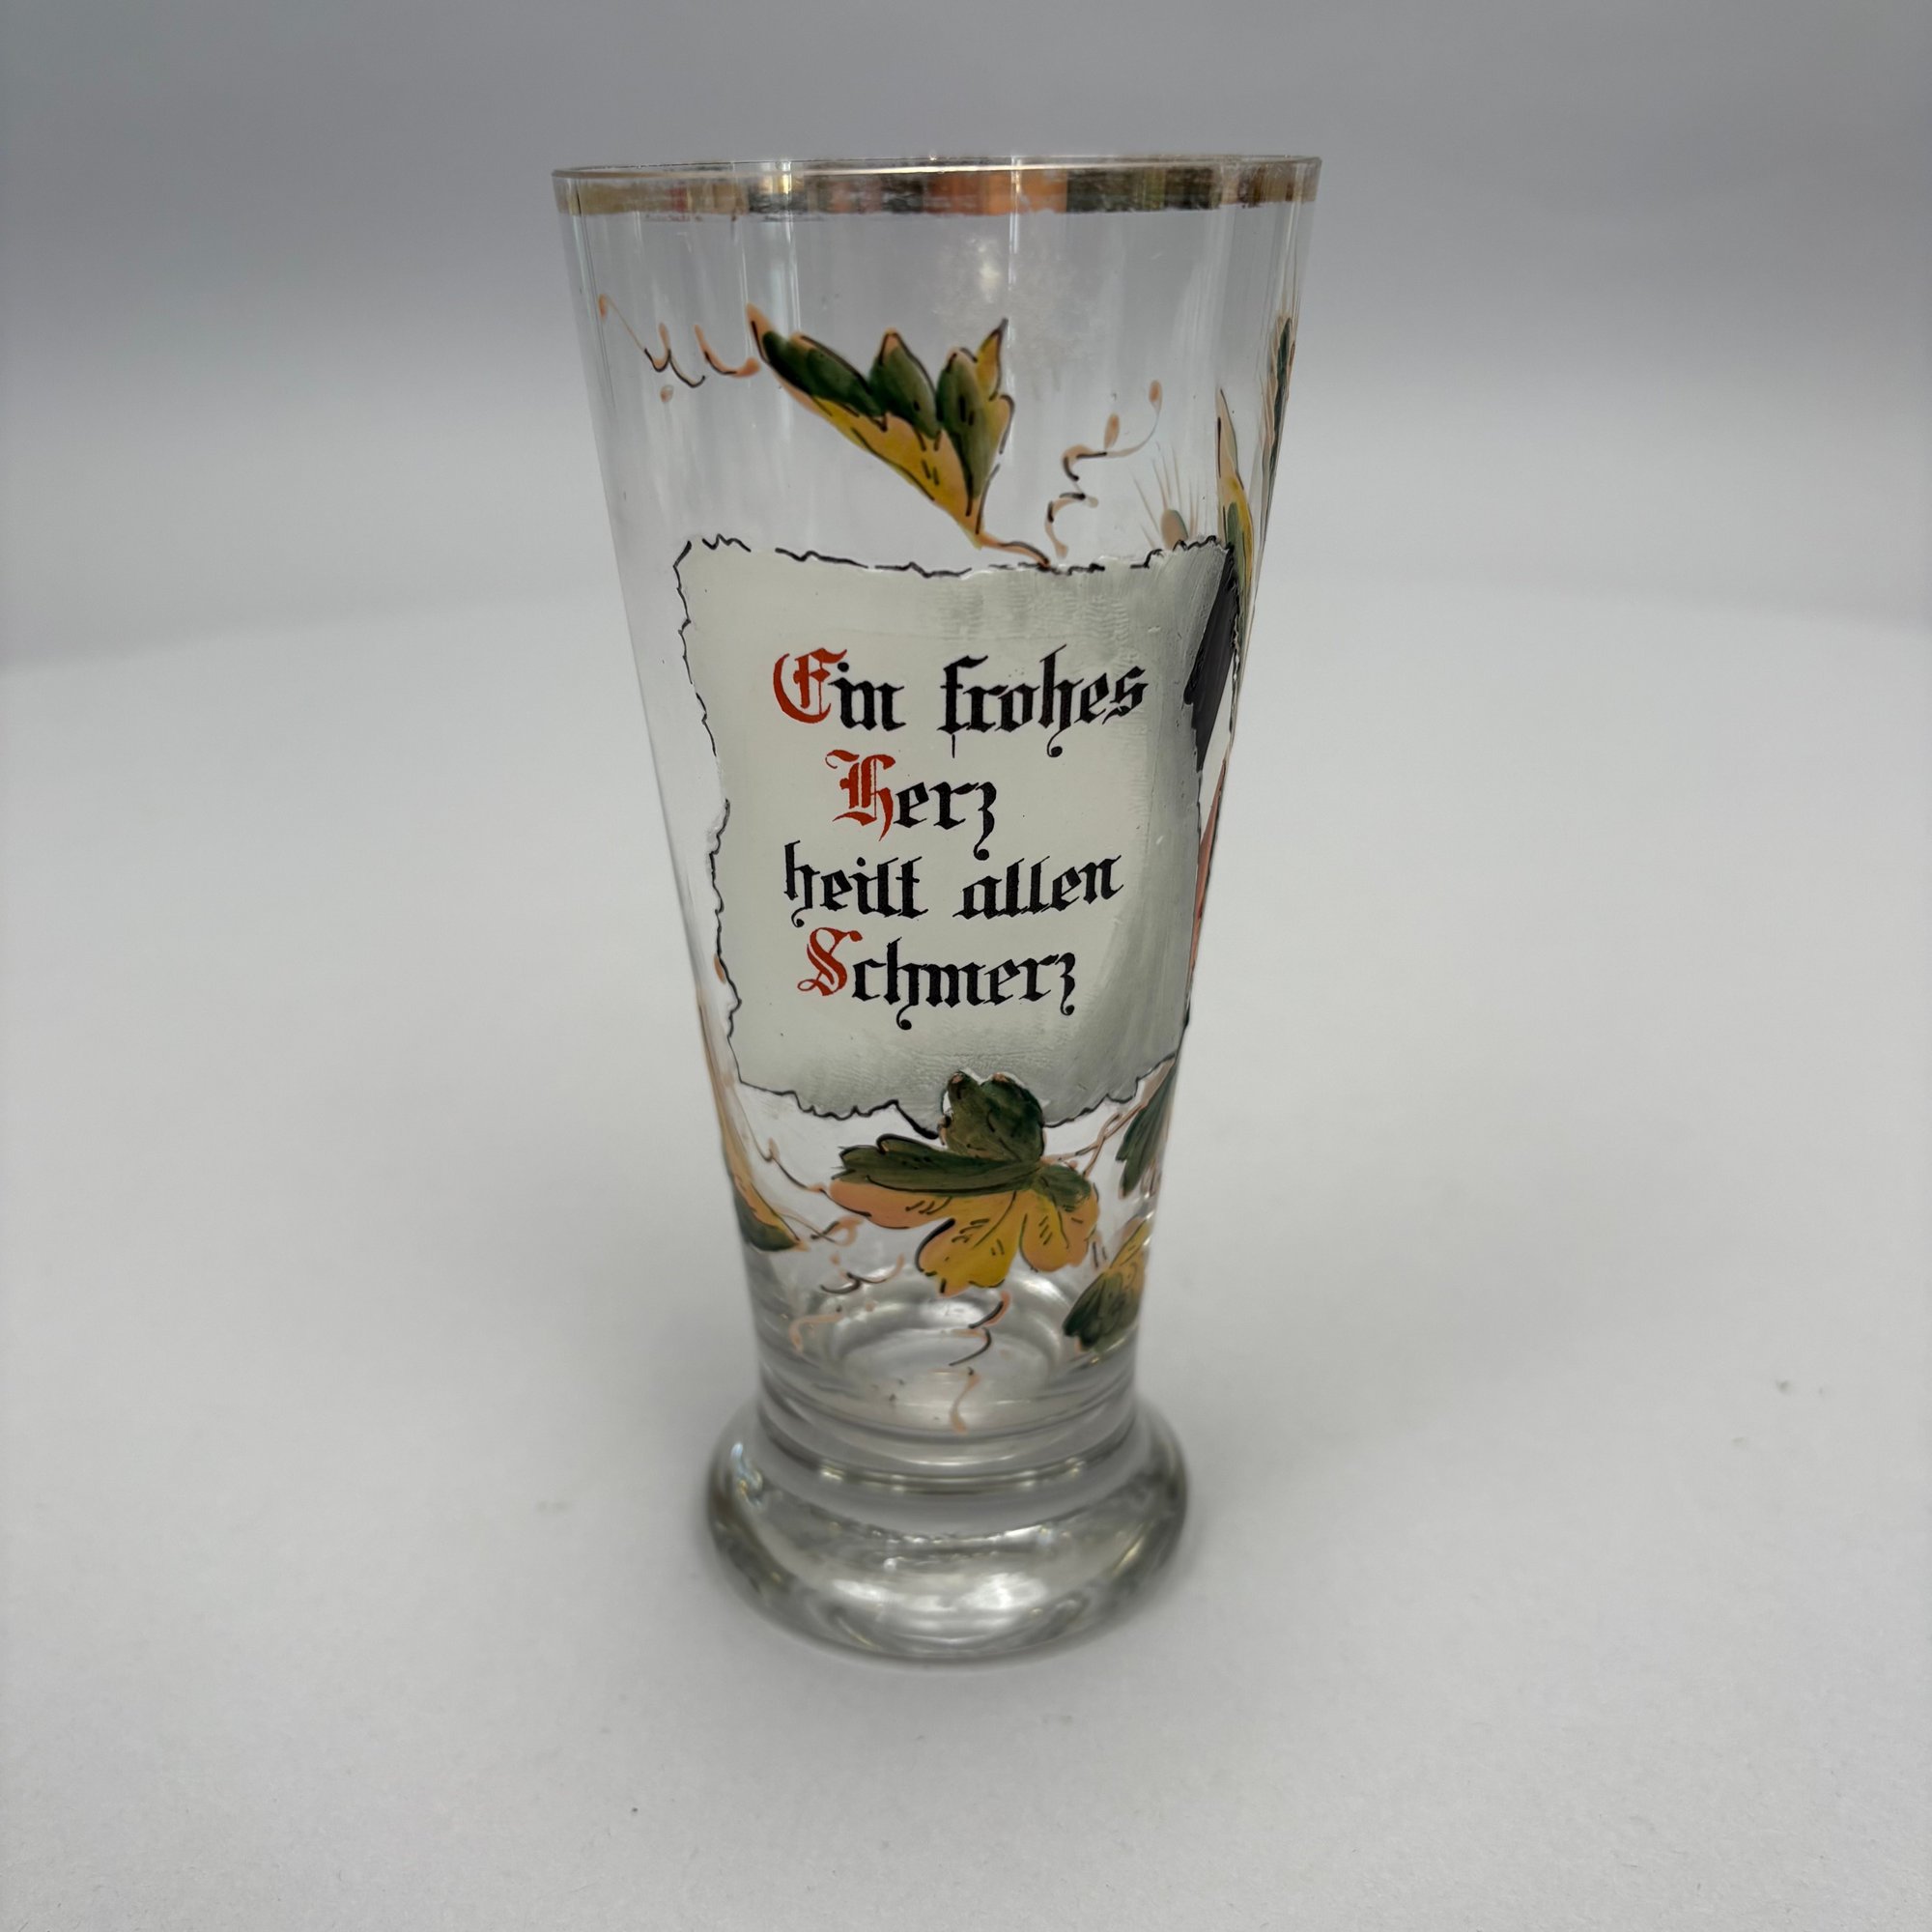 Ein frohes
Herz
heilt allen
Schmerz